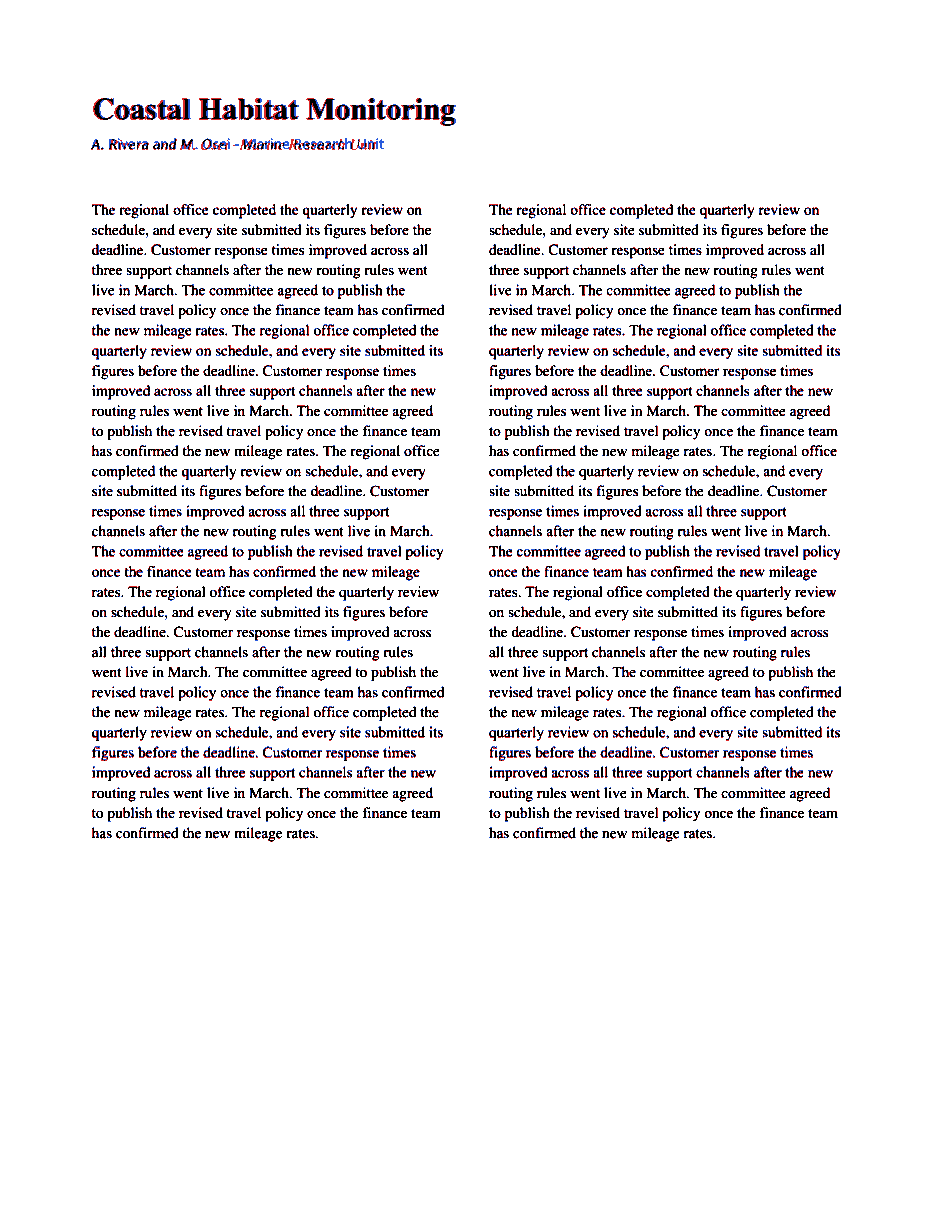 Coastal Habitat Monitoring
A. Rivera and M. Osei - Marine Research Unit
The regional office completed the quarterly review on
schedule, and every site submitted its figures before the
deadline. Customer response times improved across all
three support channels after the new routing rules went
live in March. The committee agreed to publish the
revised travel policy once the finance team has confirmed
the new mileage rates. The regional office completed the
quarterly review on schedule, and every site submitted its
figures before the deadline. Customer response times
improved across all three support channels after the new
routing rules went live in March. The committee agreed
to publish the revised travel policy once the finance team
has confirmed the new mileage rates. The regional office
completed the quarterly review on schedule, and every
site submitted its figures before the deadline. Customer
response times improved across all three support
channels after the new routing rules went live in March.
The committee agreed to publish the revised travel policy
once the finance team has confirmed the new mileage
rates. The regional office completed the quarterly review
on schedule, and every site submitted its figures before
the deadline. Customer response times improved across
all three support channels after the new routing rules
went live in March. The committee agreed to publish the
revised travel policy once the finance team has confirmed
the new mileage rates. The regional office completed the
quarterly review on schedule, and every site submitted its
figures before the deadline. Customer response times
improved across all three support channels after the new
routing rules went live in March. The committee agreed
to publish the revised travel policy once the finance team
has confirmed the new mileage rates.
The regional office completed the quarterly review on
schedule, and every site submitted its figures before the
deadline. Customer response times improved across all
three support channels after the new routing rules went
live in March. The committee agreed to publish the
revised travel policy once the finance team has confirmed
the new mileage rates. The regional office completed the
quarterly review on schedule, and every site submitted its
figures before the deadline. Customer response times
improved across all three support channels after the new
routing rules went live in March. The committee agreed
to publish the revised travel policy once the finance team
has confirmed the new mileage rates. The regional office
completed the quarterly review on schedule, and every
site submitted its figures before the deadline. Customer
response times improved across all three support
channels after the new routing rules went live in March.
The committee agreed to publish the revised travel policy
once the finance team has confirmed the new mileage
rates. The regional office completed the quarterly review
on schedule, and every site submitted its figures before
the deadline. Customer response times improved across
all three support channels after the new routing rules
went live in March. The committee agreed to publish the
revised travel policy once the finance team has confirmed
the new mileage rates. The regional office completed the
quarterly review on schedule, and every site submitted its
figures before the deadline. Customer response times
improved across all three support channels after the new
routing rules went live in March. The committee agreed
to publish the revised travel policy once the finance team
has confirmed the new mileage rates.